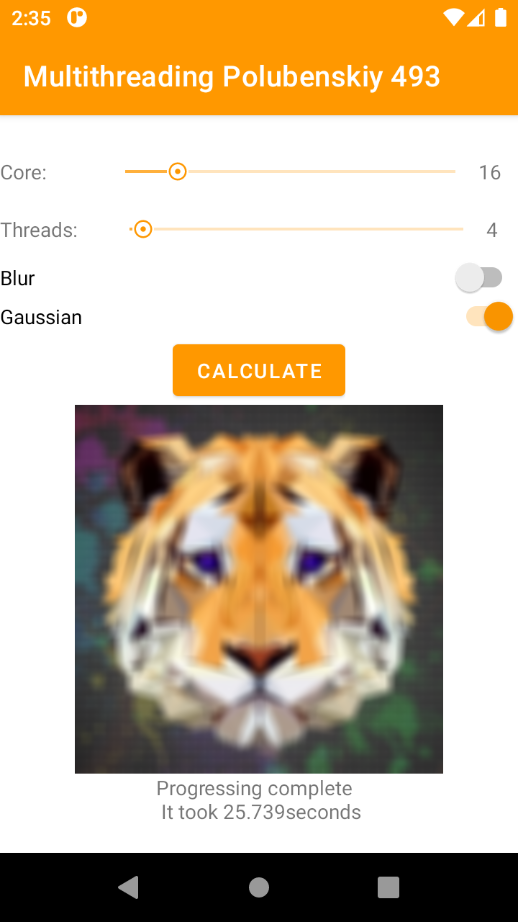 2:35
Multithreading Polubenskiy 493
Core: 16
Threads: 4
Blur
Gaussian
CALCULATE
Progressing complete
It took 25.739seconds